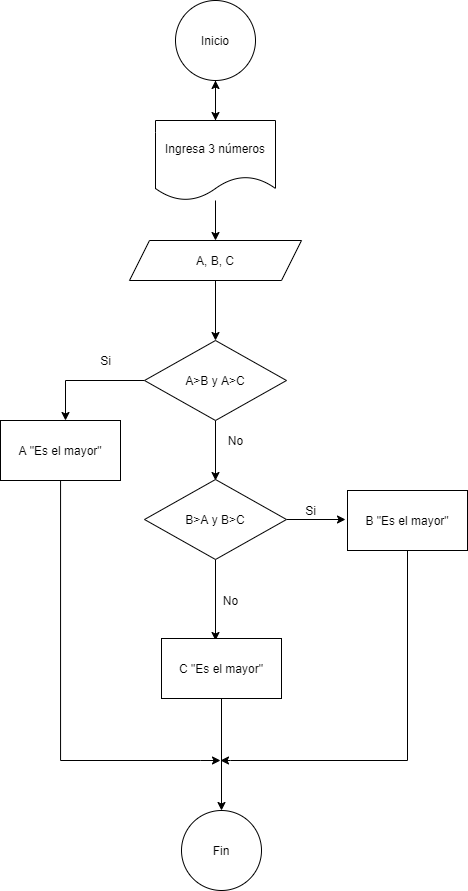 Inicio
Ingresa 3 números
A, B, C
Si
A>B y A>C
A "Es el mayor"
No
B>A y B>C
Si
B "Es el mayor"
No
C "Es el mayor"
Fin